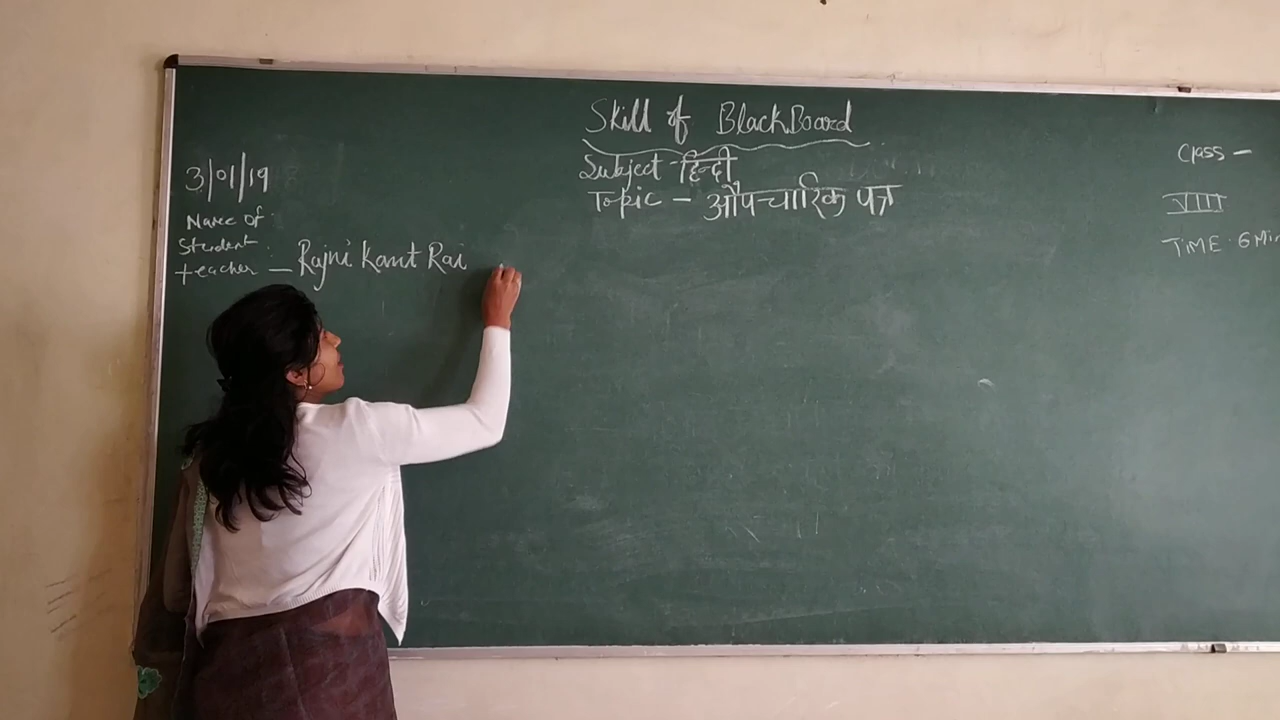 Skill of BlackBoard
Subject - हिन्दी
Topic - औपचारिक पत्र
3/01/19
Name of
Student
teacher - Rajni Kant Rai
Class -
VIII
TIME. 6 Min